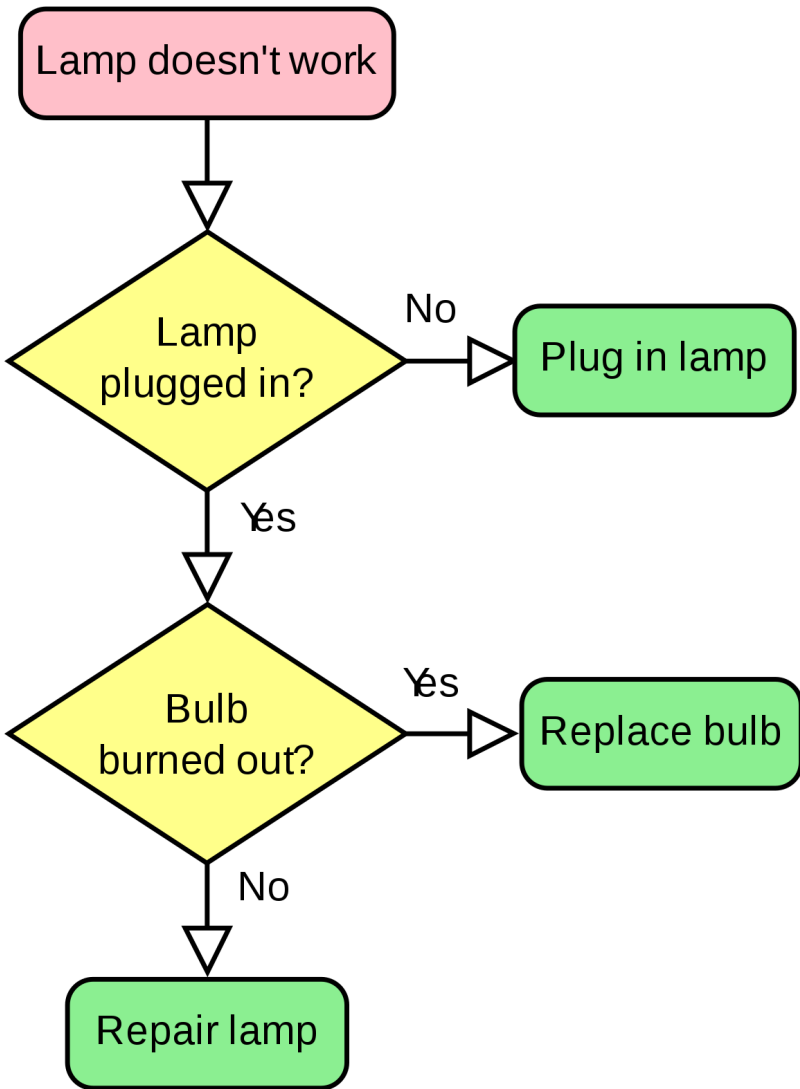 Lamp doesn't work
Lamp
plugged in?
No
Plug in lamp
Yes
Bulb
burned out?
Yes
Replace bulb
No
Repair lamp